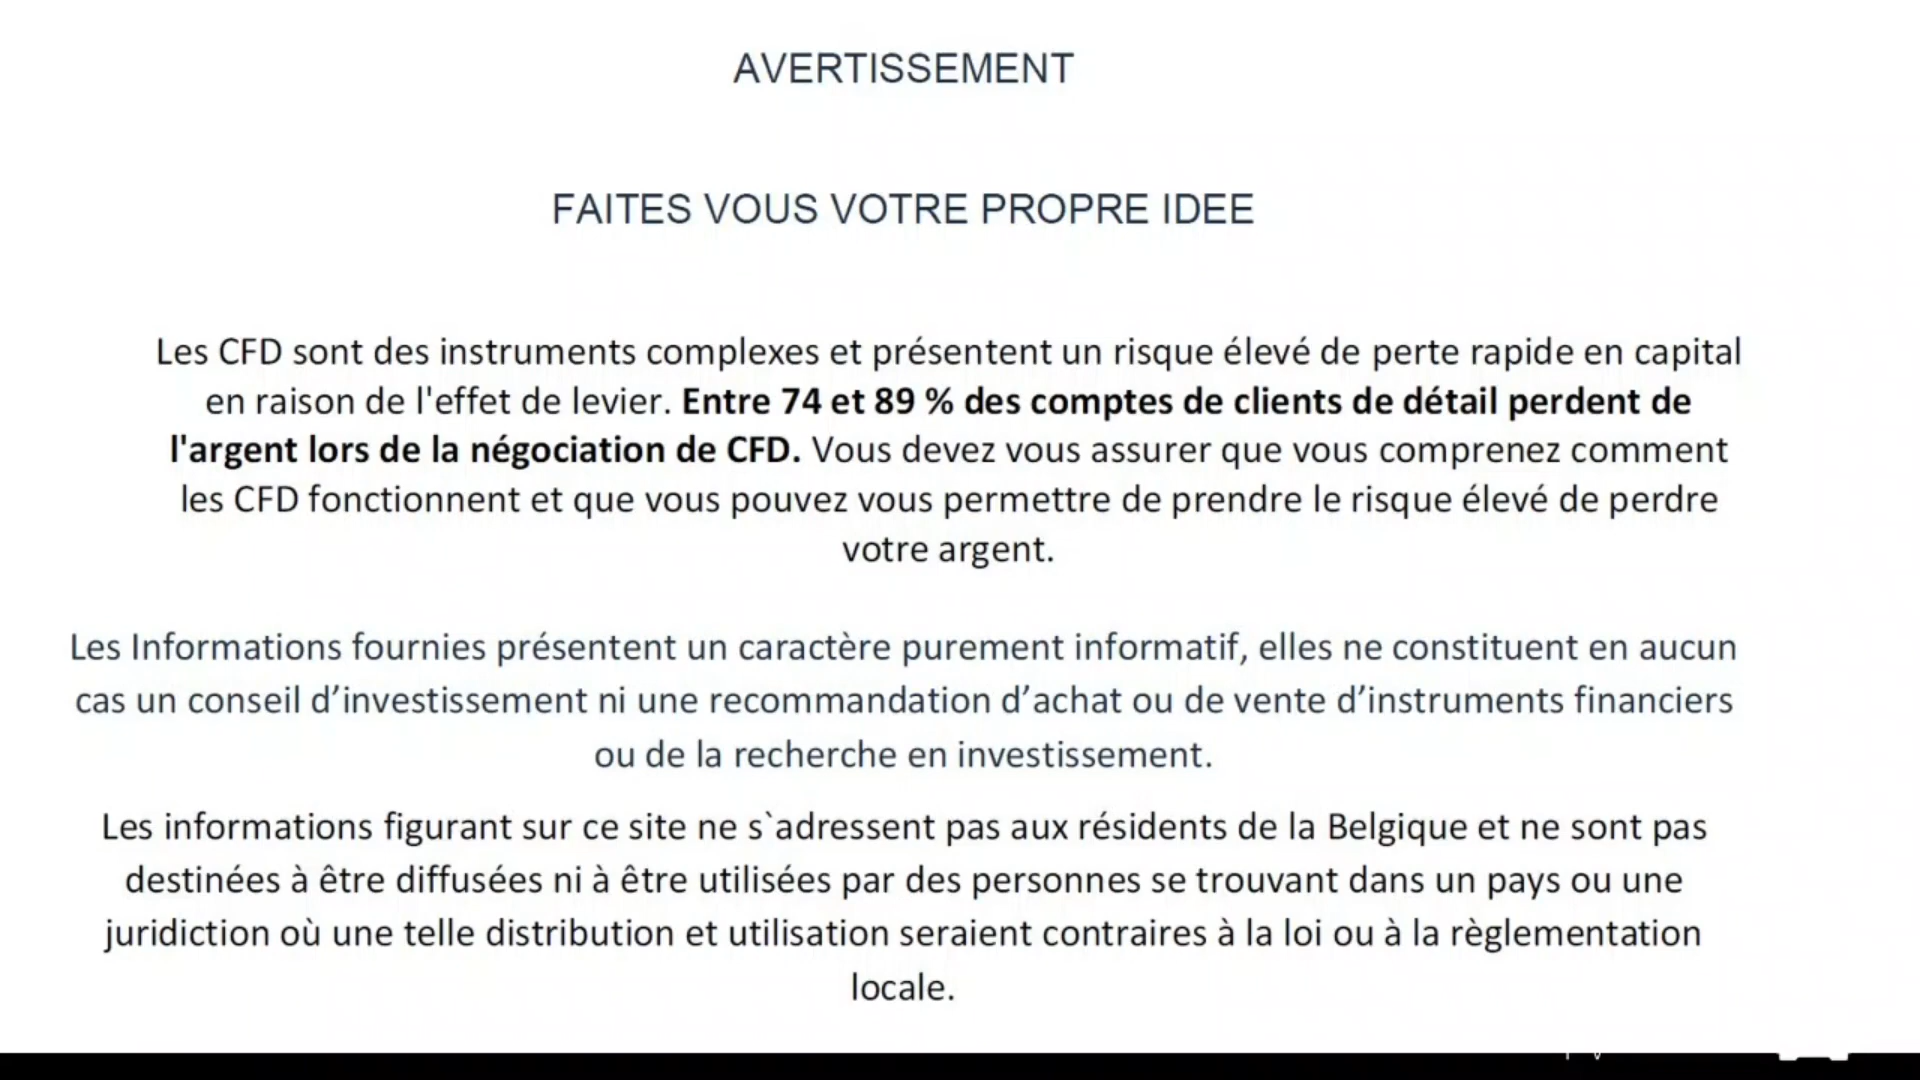 AVERTISSEMENT
FAITES VOUS VOTRE PROPRE IDEE
Les CFD sont des instruments complexes et présentent un risque élevé de perte rapide en capital
en raison de l'effet de levier. Entre 74 et 89 % des comptes de clients de détail perdent de
l'argent lors de la négociation de CFD. Vous devez vous assurer que vous comprenez comment
les CFD fonctionnent et que vous pouvez vous permettre de prendre le risque élevé de perdre
votre argent.
Les Informations fournies présentent un caractère purement informatif, elles ne constituent en aucun
cas un conseil d’investissement ni une recommandation d’achat ou de vente d’instruments financiers
ou de la recherche en investissement.
Les informations figurant sur ce site ne s`adressent pas aux résidents de la Belgique et ne sont pas
destinées à être diffusées ni à être utilisées par des personnes se trouvant dans un pays ou une
juridiction où une telle distribution et utilisation seraient contraires à la loi ou à la règlementation
locale.